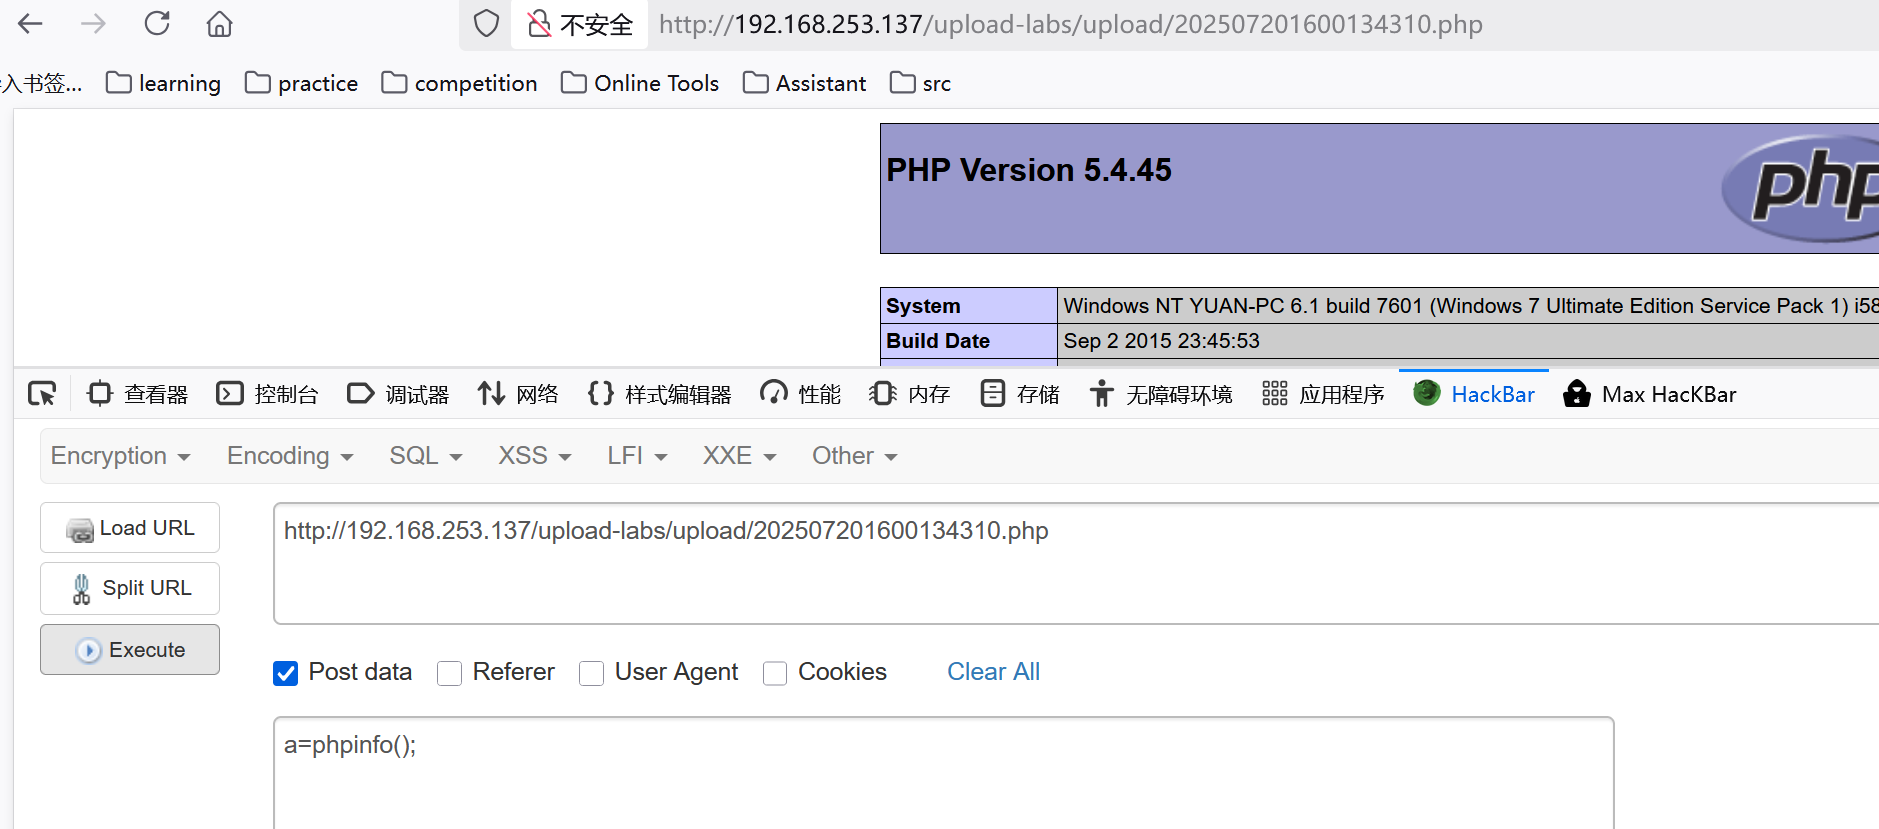 不安全 http://192.168.253.137/upload-labs/upload/202507201600134310.php
入书签... learning practice competition Online Tools Assistant src
PHP Version 5.4.45
php
System Windows NT YUAN-PC 6.1 build 7601 (Windows 7 Ultimate Edition Service Pack 1) i58
Build Date Sep 2 2015 23:45:53
查看器 控制台 调试器 网络 样式编辑器 性能 内存 存储 无障碍环境 应用程序 HackBar Max HacKBar
Encryption Encoding SQL XSS LFI XXE Other
Load URL
http://192.168.253.137/upload-labs/upload/202507201600134310.php
Split URL
Execute
Post data Referer User Agent Cookies Clear All
a=phpinfo();